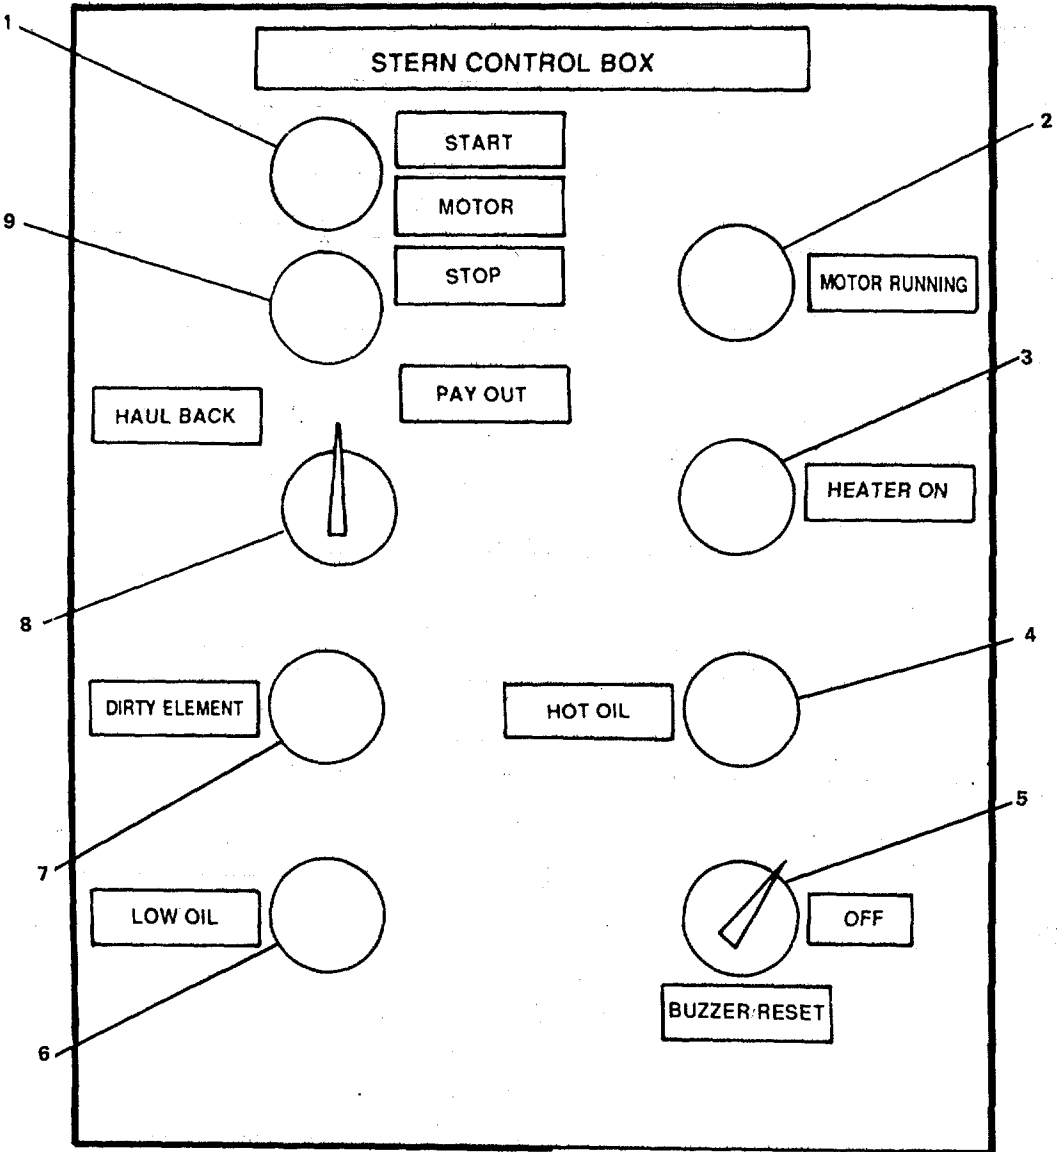 1
STERN CONTROL BOX
START
2
MOTOR
9
STOP
MOTOR RUNNING
3
PAY OUT
HAUL BACK
HEATER ON
8
4
DIRTY ELEMENT
HOT OIL
5
7
LOW OIL
OFF
BUZZER RESET
6